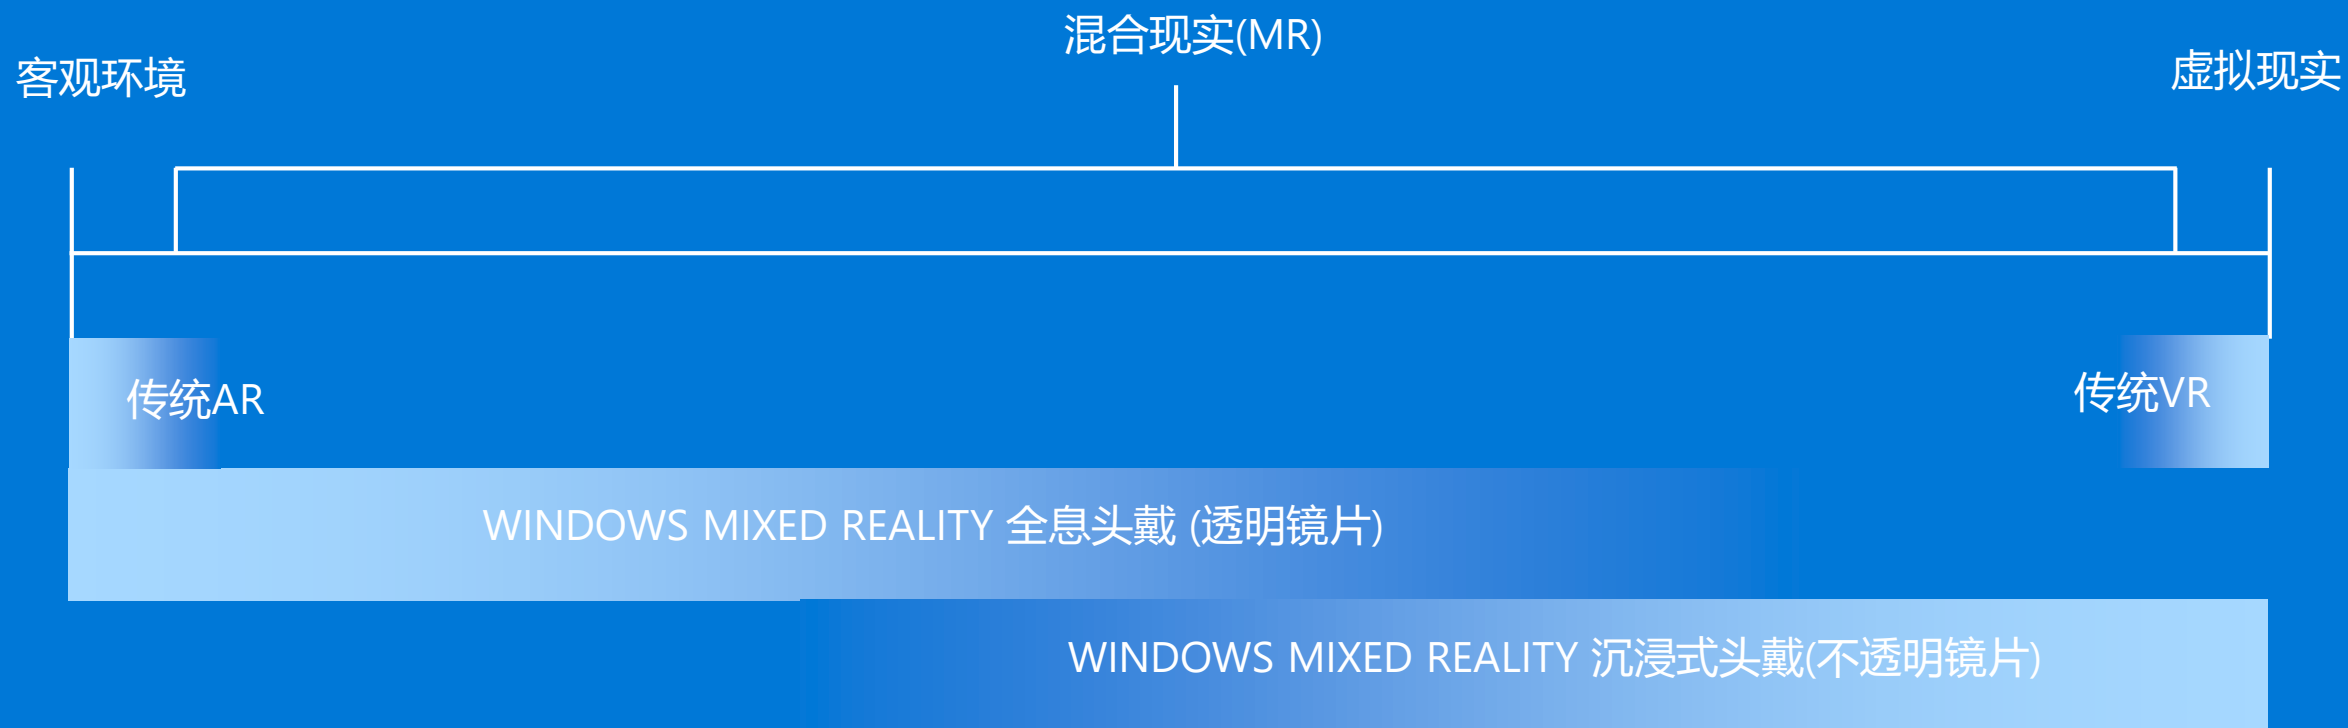 混合现实(MR)
客观环境
虚拟现实
传统AR
传统VR
WINDOWS MIXED REALITY 全息头戴 (透明镜片)
WINDOWS MIXED REALITY 沉浸式头戴(不透明镜片)